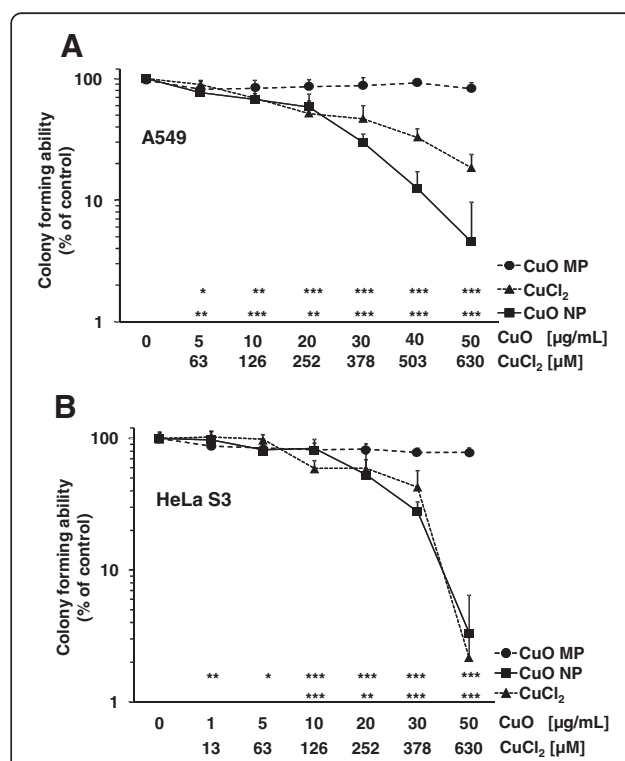 A
100
A549
10
Colony forming ability
(% of control)
CuO MP
* ** *** *** *** *** CuCl₂
** *** ** *** *** *** CuO NP
1
0 5 10 20 30 40 50 CuO [µg/mL]
63 126 252 378 503 630 CuCl₂ [µM]
B
100
HeLa S3
10
Colony forming ability
(% of control)
CuO MP
** * *** *** *** *** CuO NP
*** ** *** *** CuCl₂
1
0 1 5 10 20 30 50 CuO [µg/mL]
13 63 126 252 378 630 CuCl₂ [µM]